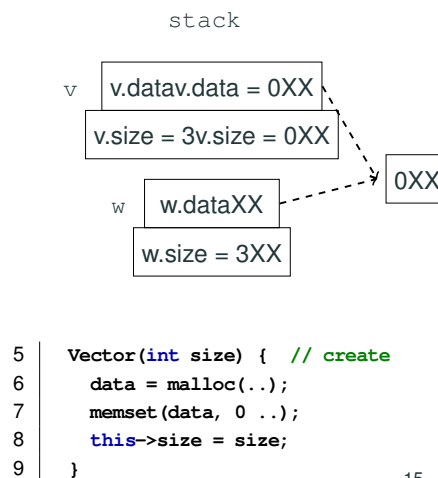 stack
v v.datav.data = 0XX
v.size = 3v.size = 0XX
0XX
w w.dataXX
w.size = 3XX
5 Vector(int size) { // create
6 data = malloc(..);
7 memset(data, 0 ..);
8 this->size = size;
9 }